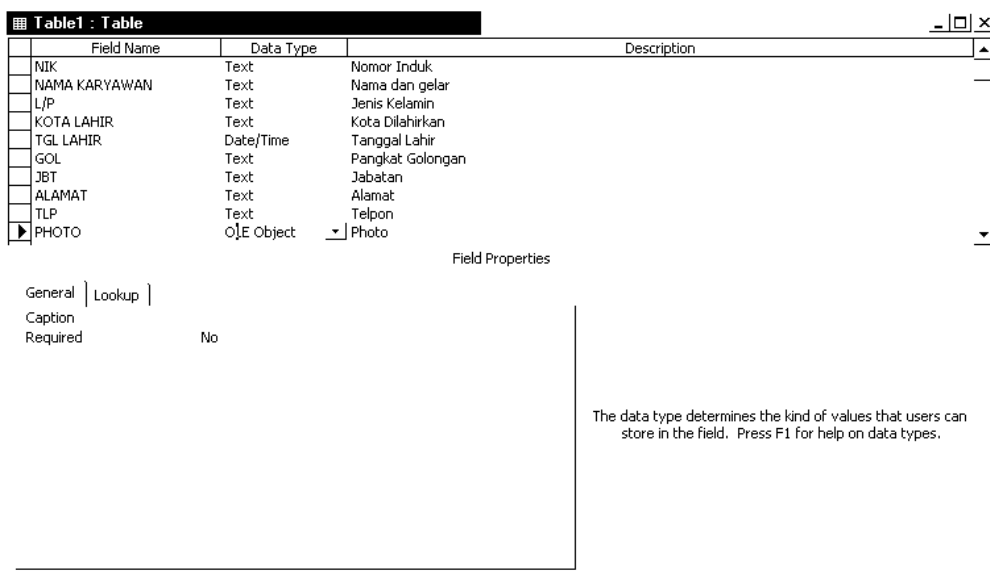 Table1 : Table
Field Name Data Type Description
NIK Text Nomor Induk
NAMA KARYAWAN Text Nama dan gelar
L/P Text Jenis Kelamin
KOTA LAHIR Text Kota Dilahirkan
TGL LAHIR Date/Time Tanggal Lahir
GOL Text Pangkat Golongan
JBT Text Jabatan
ALAMAT Text Alamat
TLP Text Telpon
PHOTO OLE Object Photo
Field Properties
General Lookup
Caption
Required No
The data type determines the kind of values that users can
store in the field. Press F1 for help on data types.